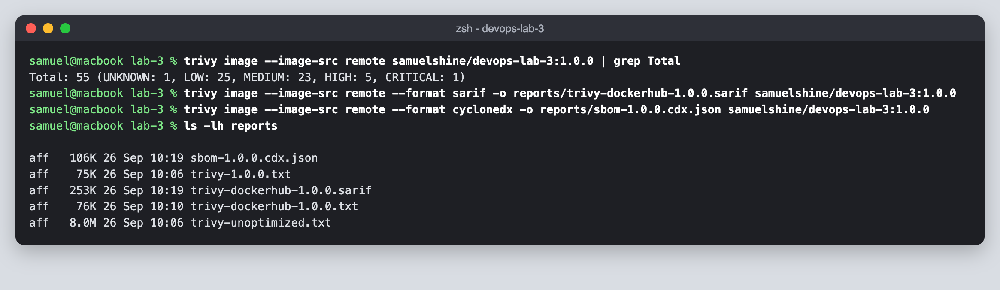 zsh - devops-lab-3
samuel@macbook lab-3 % trivy image --image-src remote samuelshine/devops-lab-3:1.0.0 | grep Total
Total: 55 (UNKNOWN: 1, LOW: 25, MEDIUM: 23, HIGH: 5, CRITICAL: 1)
samuel@macbook lab-3 % trivy image --image-src remote --format sarif -o reports/trivy-dockerhub-1.0.0.sarif samuelshine/devops-lab-3:1.0.0
samuel@macbook lab-3 % trivy image --image-src remote --format cyclonedx -o reports/sbom-1.0.0.cdx.json samuelshine/devops-lab-3:1.0.0
samuel@macbook lab-3 % ls -lh reports
aff   106K 26 Sep 10:19 sbom-1.0.0.cdx.json
aff    75K 26 Sep 10:06 trivy-1.0.0.txt
aff   253K 26 Sep 10:19 trivy-dockerhub-1.0.0.sarif
aff    76K 26 Sep 10:10 trivy-dockerhub-1.0.0.txt
aff   8.0M 26 Sep 10:06 trivy-unoptimized.txt